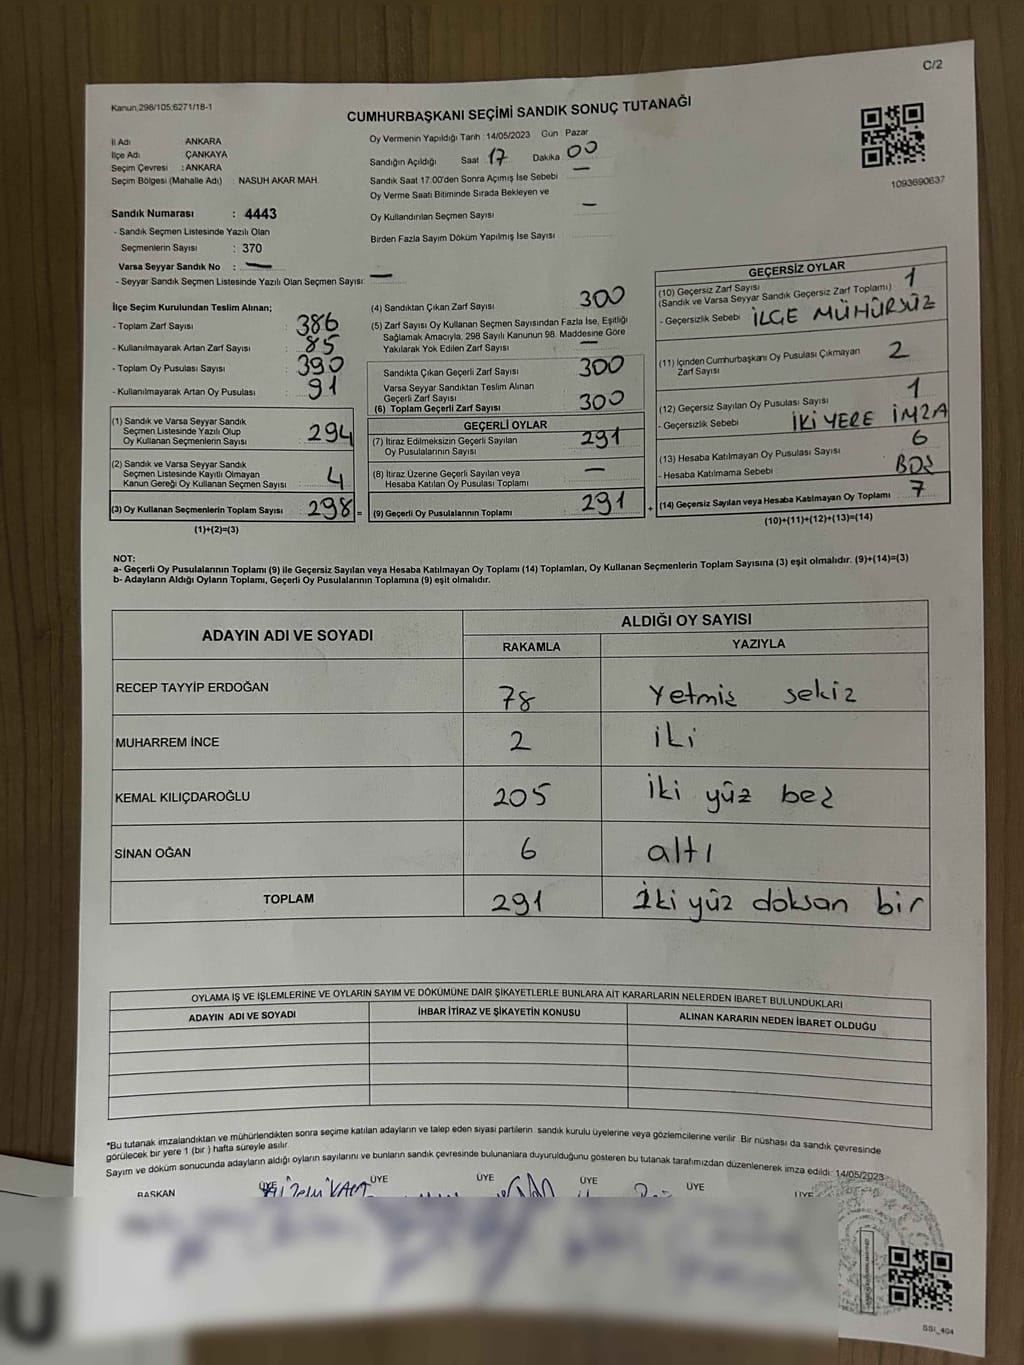 C/2
Kanun.298/105:6271/18-1
CUMHURBAŞKANI SEÇİMİ SANDIK SONUÇ TUTANAĞI
İl Adı ANKARA
İlçe Adı ÇANKAYA
Seçim Çevresi : ANKARA
Seçim Bölgesi (Mahalle Adı) : NASUH AKAR MAH.
Oy Vermenin Yapıldığı Tarih : 14/05/2023 Gün Pazar
Sandığın Açıldığı Saat 17 Dakika 00
Sandık Saat 17:00'den Sonra Açımış İse Sebebi —
Oy Verme Saati Bitiminde Sırada Bekleyen ve
Oy Kullandırılan Seçmen Sayısı —
Birden Fazla Sayım Döküm Yapılmış İse Sayısı
1093690637
Sandık Numarası : 4443
- Sandık Seçmen Listesinde Yazılı Olan
Seçmenlerin Sayısı : 370
Varsa Seyyar Sandık No : —
- Seyyar Sandık Seçmen Listesinde Yazılı Olan Seçmen Sayısı: —
İlçe Seçim Kurulundan Teslim Alınan;
- Toplam Zarf Sayısı : 386
- Kullanılmayarak Artan Zarf Sayısı : 85
- Toplam Oy Pusulası Sayısı : 390
- Kullanılmayarak Artan Oy Pusulası : 91
(1) Sandık ve Varsa Seyyar Sandık
Seçmen Listesinde Yazılı Olup
Oy Kullanan Seçmenlerin Sayısı : 294
(2) Sandık ve Varsa Seyyar Sandık
Seçmen Listesinde Kayıtlı Olmayan
Kanun Gereği Oy Kullanan Seçmen Sayısı : 4
(3) Oy Kullanan Seçmenlerin Toplam Sayısı : 298 =
(1)+(2)=(3)
(4) Sandıktan Çıkan Zarf Sayısı 300
(5) Zarf Sayısı Oy Kullanan Seçmen Sayısından Fazla İse, Eşitliği
Sağlamak Amacıyla, 298 Sayılı Kanunun 98. Maddesine Göre
Yakılarak Yok Edilen Zarf Sayısı —
Sandıkta Çıkan Geçerli Zarf Sayısı 300
Varsa Seyyar Sandıktan Teslim Alınan
Geçerli Zarf Sayısı
(6) Toplam Geçerli Zarf Sayısı 300
GEÇERLİ OYLAR
(7) İtiraz Edilmeksizin Geçerli Sayılan
Oy Pusulalarının Sayısı : 291
(8) İtiraz Üzerine Geçerli Sayılan veya
Hesaba Katılan Oy Pusulası Toplamı —
(9) Geçerli Oy Pusulalarının Toplamı : 291 +
GEÇERSİZ OYLAR
(10) Geçersiz Zarf Sayısı
(Sandık ve Varsa Seyyar Sandık Geçersiz Zarf Toplamı) : 1
- Geçersizlik Sebebi : İLÇE MÜHÜRSÜZ
(11) İçinden Cumhurbaşkanı Oy Pusulası Çıkmayan
Zarf Sayısı 2
(12) Geçersiz Sayılan Oy Pusulası Sayısı 1
- Geçersizlik Sebebi İKİ YERE İMZA
(13) Hesaba Katılmayan Oy Pusulası Sayısı 6
- Hesaba Katılmama Sebebi : BOŞ
(14) Geçersiz Sayılan veya Hesaba Katılmayan Oy Toplamı 7
(10)+(11)+(12)+(13)=(14)
NOT:
a- Geçerli Oy Pusulalarının Toplamı (9) ile Geçersiz Sayılan veya Hesaba Katılmayan Oy Toplamı (14) Toplamları, Oy Kullanan Seçmenlerin Toplam Sayısına (3) eşit olmalıdır. (9)+(14)=(3)
b- Adayların Aldığı Oyların Toplamı, Geçerli Oy Pusulalarının Toplamına (9) eşit olmalıdır.
ADAYIN ADI VE SOYADI ALDIĞI OY SAYISI
RAKAMLA YAZIYLA
RECEP TAYYİP ERDOĞAN 78 Yetmiş sekiz
MUHARREM İNCE 2 iki
KEMAL KILIÇDAROĞLU 205 iki yüz beş
SİNAN OĞAN 6 altı
TOPLAM 291 İki yüz doksan bir
OYLAMA İŞ VE İŞLEMLERİNE VE OYLARIN SAYIM VE DÖKÜMÜNE DAİR ŞİKAYETLERLE BUNLARA AİT KARARLARIN NELERDEN İBARET BULUNDUKLARI
ADAYIN ADI VE SOYADI İHBAR İTİRAZ VE ŞİKAYETİN KONUSU ALINAN KARARIN NEDEN İBARET OLDUĞU
*Bu tutanak imzalandıktan ve mühürlendikten sonra seçime katılan adayların ve talep eden siyasi partilerin sandık kurulu üyelerine veya gözlemcilerine verilir. Bir nüshası da sandık çevresinde
görülecek bir yere 1 (bir) hafta süreyle asılır.
Sayım ve döküm sonucunda adayların aldığı oyların sayılarını ve bunların sandık çevresinde bulunanlara duyurulduğunu gösteren bu tutanak tarafımızdan düzenlenerek imza edildi. 14/05/2023
BAŞKAN ÜYE ÜYE ÜYE ÜYE ÜYE ÜYE
SSI_404